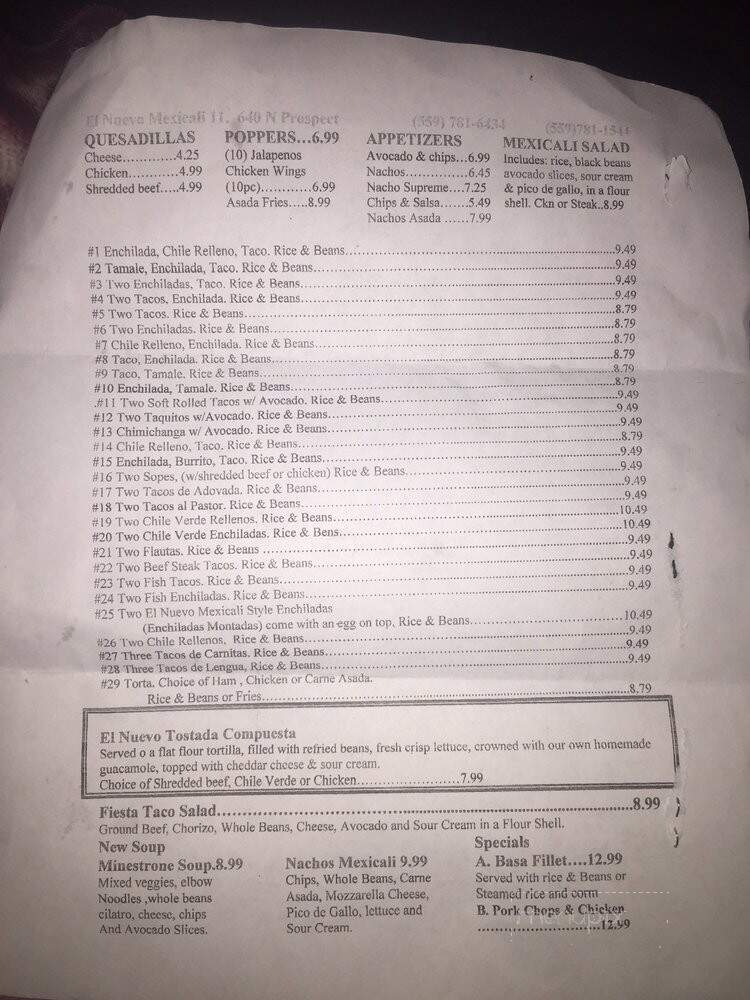 El Nuevo Mexicali 11, 640 N Prospect (559) 781-6434 (559)781-1544
QUESADILLAS
Cheese............4.25
Chicken............4.99
Shredded beef.....4.99
POPPERS...6.99
(10) Jalapenos
Chicken Wings
(10pc)............6.99
Asada Fries.....8.99
APPETIZERS
Avocado & chips...6.99
Nachos..............6.45
Nacho Supreme....7.25
Chips & Salsa......5.49
Nachos Asada ......7.99
MEXICALI SALAD
Includes: rice, black beans
avocado slices, sour cream
& pico de gallo, in a flour
shell. Ckn or Steak..8.99
#1 Enchilada, Chile Relleno, Taco. Rice & Beans...9.49
#2 Tamale, Enchilada, Taco. Rice & Beans...9.49
#3 Two Enchiladas, Taco. Rice & Beans...9.49
#4 Two Tacos, Enchilada. Rice & Beans...9.49
#5 Two Tacos. Rice & Beans...8.79
#6 Two Enchiladas. Rice & Beans...8.79
#7 Chile Relleno, Enchilada. Rice & Beans...8.79
#8 Taco, Enchilada. Rice & Beans...8.79
#9 Taco, Tamale. Rice & Beans...8.79
#10 Enchilada, Tamale. Rice & Beans...8.79
.#11 Two Soft Rolled Tacos w/ Avocado. Rice & Beans...9.49
#12 Two Taquitos w/Avocado. Rice & Beans...9.49
#13 Chimichanga w/ Avocado. Rice & Beans...9.49
#14 Chile Relleno, Taco. Rice & Beans...8.79
#15 Enchilada, Burrito, Taco. Rice & Beans...9.49
#16 Two Sopes, (w/shredded beef or chicken) Rice & Beans...9.49
#17 Two Tacos de Adovada. Rice & Beans...9.49
#18 Two Tacos al Pastor. Rice & Beans...9.49
#19 Two Chile Verde Rellenos. Rice & Beans...10.49
#20 Two Chile Verde Enchiladas. Rice & Bens...10.49
#21 Two Flautas. Rice & Beans ...9.49
#22 Two Beef Steak Tacos. Rice & Beans...9.49
#23 Two Fish Tacos. Rice & Beans...9.49
#24 Two Fish Enchiladas. Rice & Beans...9.49
#25 Two El Nuevo Mexicali Style Enchiladas
(Enchiladas Montadas) come with an egg on top, Rice & Beans...10.49
#26 Two Chile Rellenos, Rice & Beans...9.49
#27 Three Tacos de Carnitas. Rice & Beans...9.49
#28 Three Tacos de Lengua, Rice & Beans...9.49
#29 Torta. Choice of Ham , Chicken or Carne Asada.
Rice & Beans or Fries...8.79
El Nuevo Tostada Compuesta
Served o a flat flour tortilla, filled with refried beans, fresh crisp lettuce, crowned with our own homemade
guacamole, topped with cheddar cheese & sour cream.
Choice of Shredded beef, Chile Verde or Chicken...7.99
Fiesta Taco Salad...8.99
Ground Beef, Chorizo, Whole Beans, Cheese, Avocado and Sour Cream in a Flour Shell.
New Soup
Minestrone Soup.8.99
Mixed veggies, elbow
Noodles ,whole beans
cilatro, cheese, chips
And Avocado Slices.
Nachos Mexicali 9.99
Chips, Whole Beans, Carne
Asada, Mozzarella Cheese,
Pico de Gallo, lettuce and
Sour Cream.
Specials
A. Basa Fillet....12.99
Served with rice & Beans or
Steamed rice and corm
B. Pork Chops & Chicken
...12.99